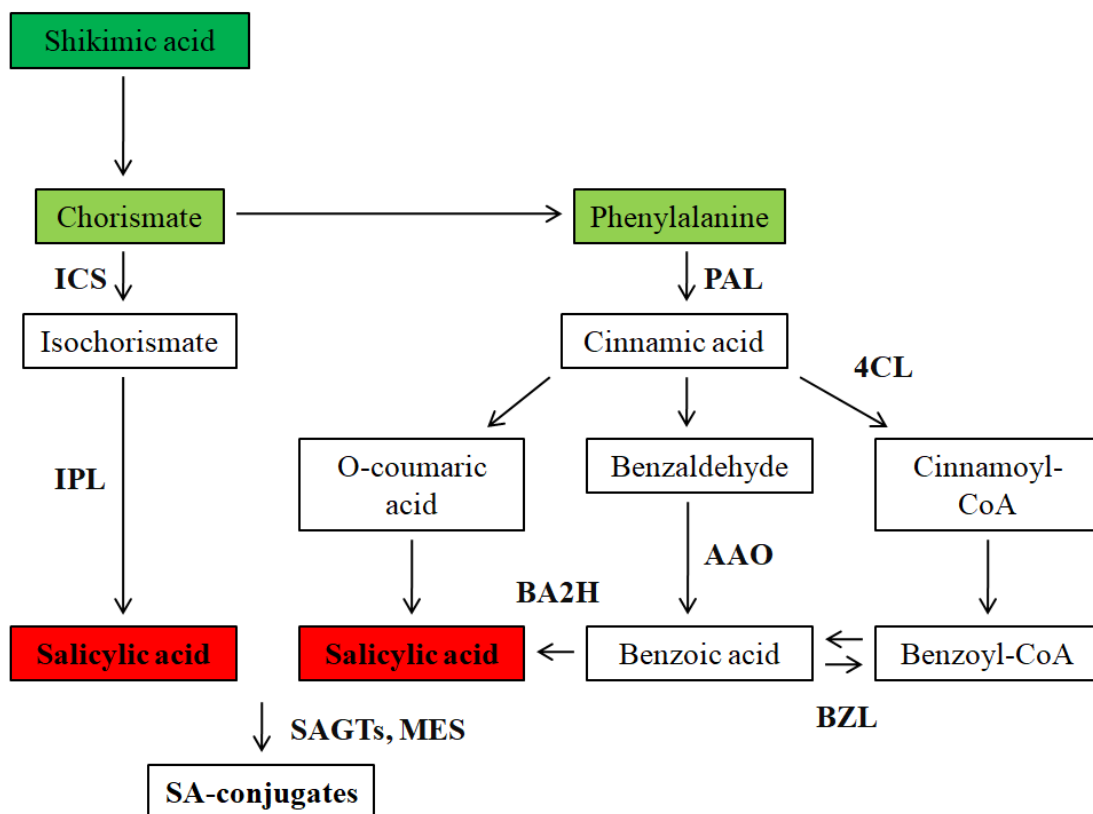 Shikimic acid
Chorismate
Phenylalanine
ICS
PAL
Isochorismate
Cinnamic acid
4CL
IPL
O-coumaric
acid
Benzaldehyde
Cinnamoyl-
CoA
AAO
BA2H
Salicylic acid
Salicylic acid
Benzoic acid
Benzoyl-CoA
BZL
SAGTs, MES
SA-conjugates